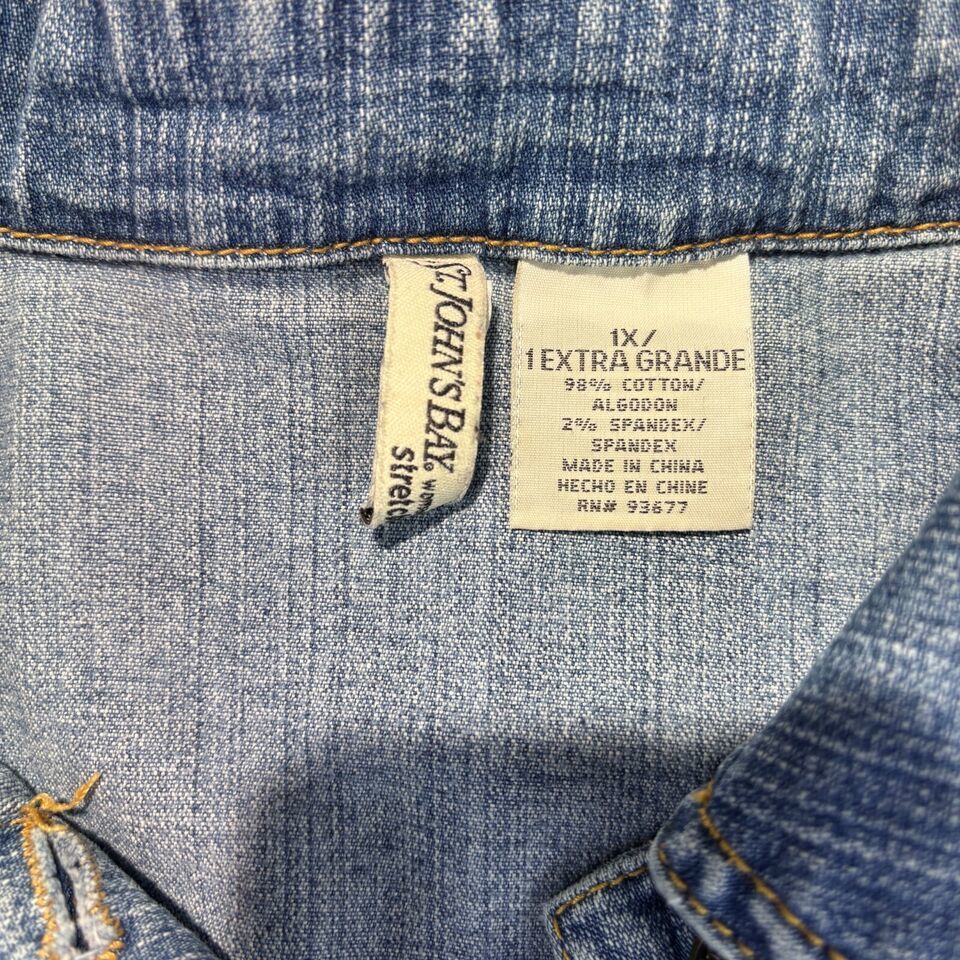 St. John's Bay®
stretch
1X/
1 EXTRA GRANDE
98% COTTON/
ALGODON
2% SPANDEX/
SPANDEX
MADE IN CHINA
HECHO EN CHINE
RN# 93677